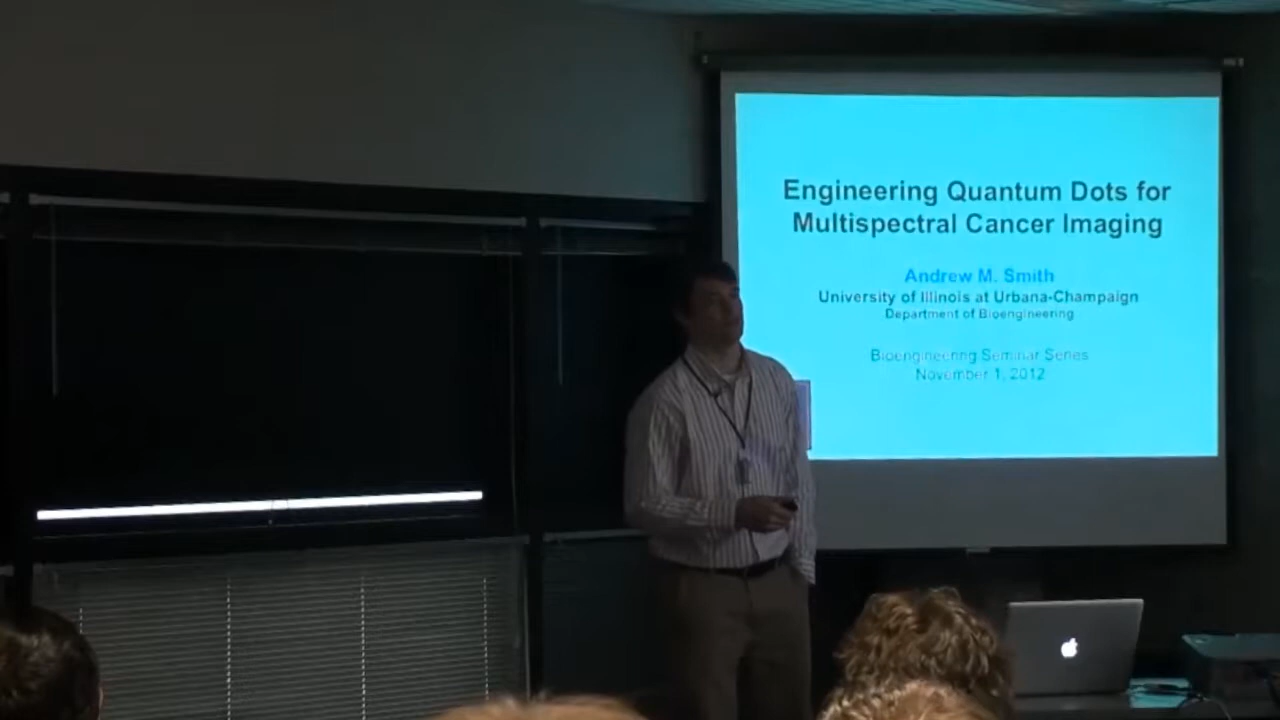 Engineering Quantum Dots for
Multispectral Cancer Imaging
Andrew M. Smith
University of Illinois at Urbana-Champaign
Department of Bioengineering
Bioengineering Seminar Series
November 1, 2012